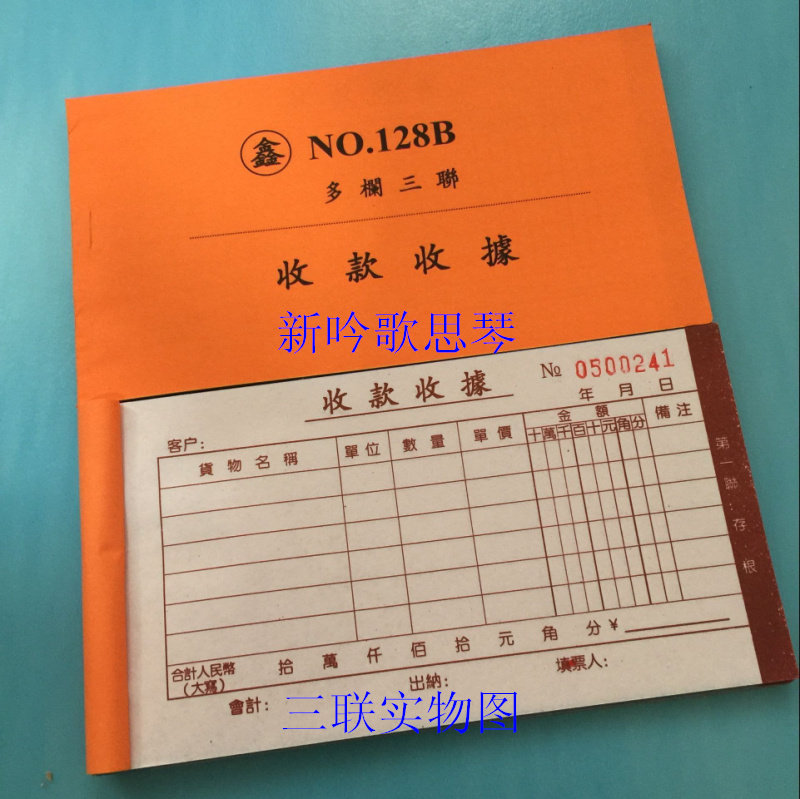 鑫 NO.128B
多欄三聯
收款收據
新吟歌思琴
收款收據 № 0500241
年 月 日
客户:
貨物名稱 單位 數量 單價 金額 備注
十萬千百十元角分
第一聯:存根
合計人民幣(大寫) 拾 萬 仟 佰 拾 元 角 分 ¥
會計: 出納: 填票人:
三联实物图